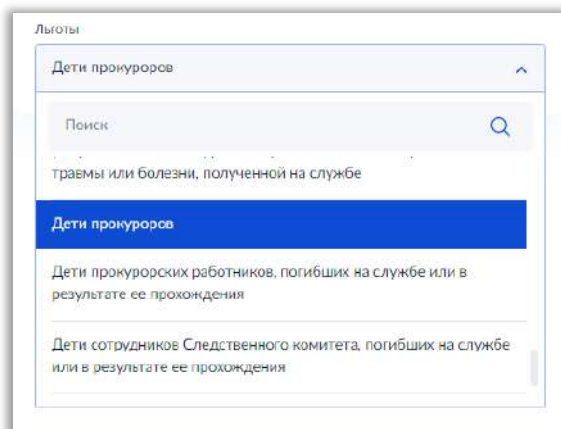 Льготы
Дети прокуроров
Поиск
травмы или болезни, полученной на службе
Дети прокуроров
Дети прокурорских работников, погибших на службе или в
результате ее прохождения
Дети сотрудников Следственного комитета, погибших на службе
или в результате ее прохождения